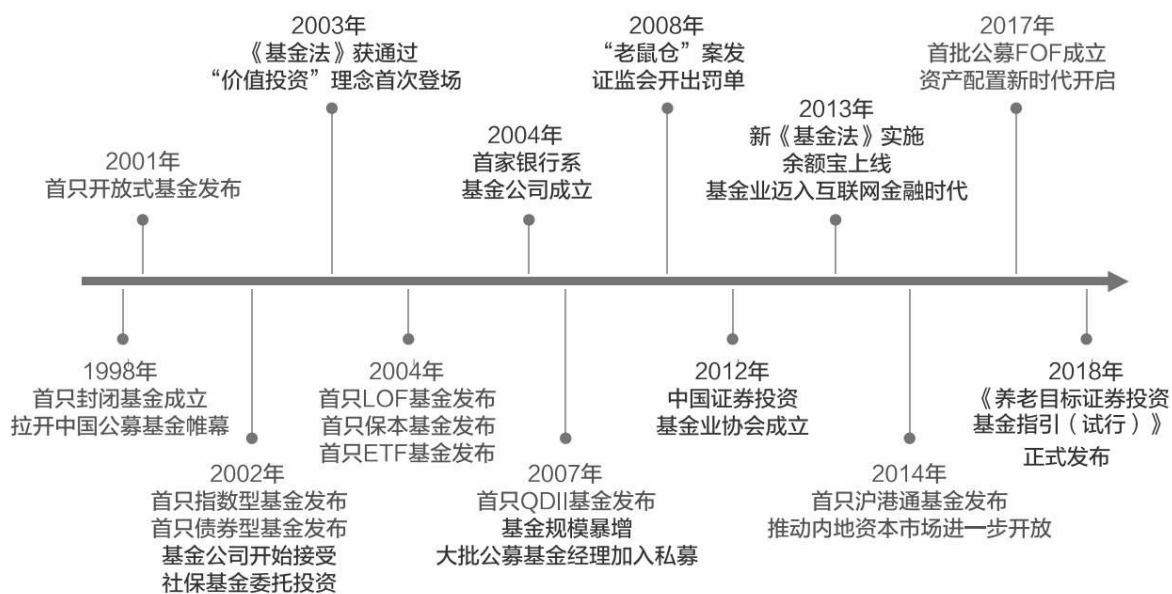 2003年
《基金法》获通过
“价值投资”理念首次登场
2008年
“老鼠仓”案发
证监会开出罚单
2017年
首批公募FOF成立
资产配置新时代开启
2001年
首只开放式基金发布
2004年
首家银行系
基金公司成立
2013年
新《基金法》实施
余额宝上线
基金业迈入互联网金融时代
1998年
首只封闭基金成立
拉开中国公募基金帷幕
2004年
首只LOF基金发布
首只保本基金发布
首只ETF基金发布
2012年
中国证券投资
基金业协会成立
2018年
《养老目标证券投资
基金指引（试行）》
正式发布
2002年
首只指数型基金发布
首只债券型基金发布
基金公司开始接受
社保基金委托投资
2007年
首只QDII基金发布
基金规模暴增
大批公募基金经理加入私募
2014年
首只沪港通基金发布
推动内地资本市场进一步开放